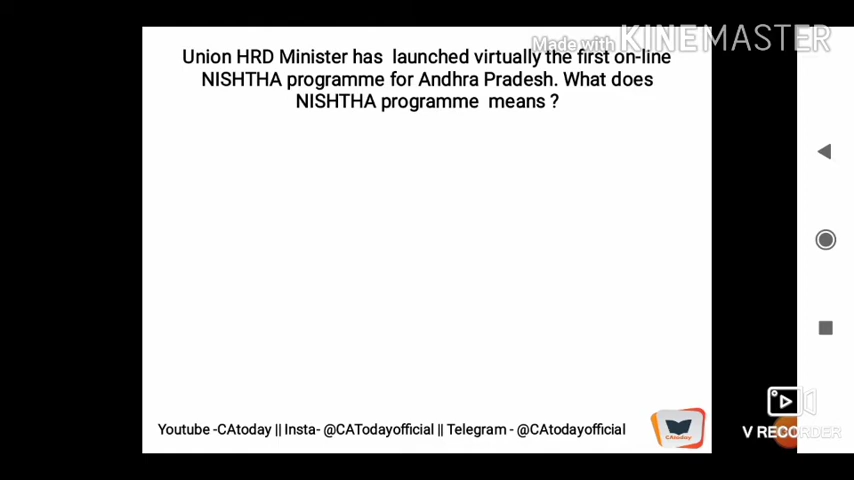 Made with KINEMASTER
Union HRD Minister has launched virtually the first on-line
NISHTHA programme for Andhra Pradesh. What does
NISHTHA programme means ?
Youtube -CAtoday || Insta- @CATodayofficial || Telegram - @CAtodayofficial
CAtoday
V RECORDER